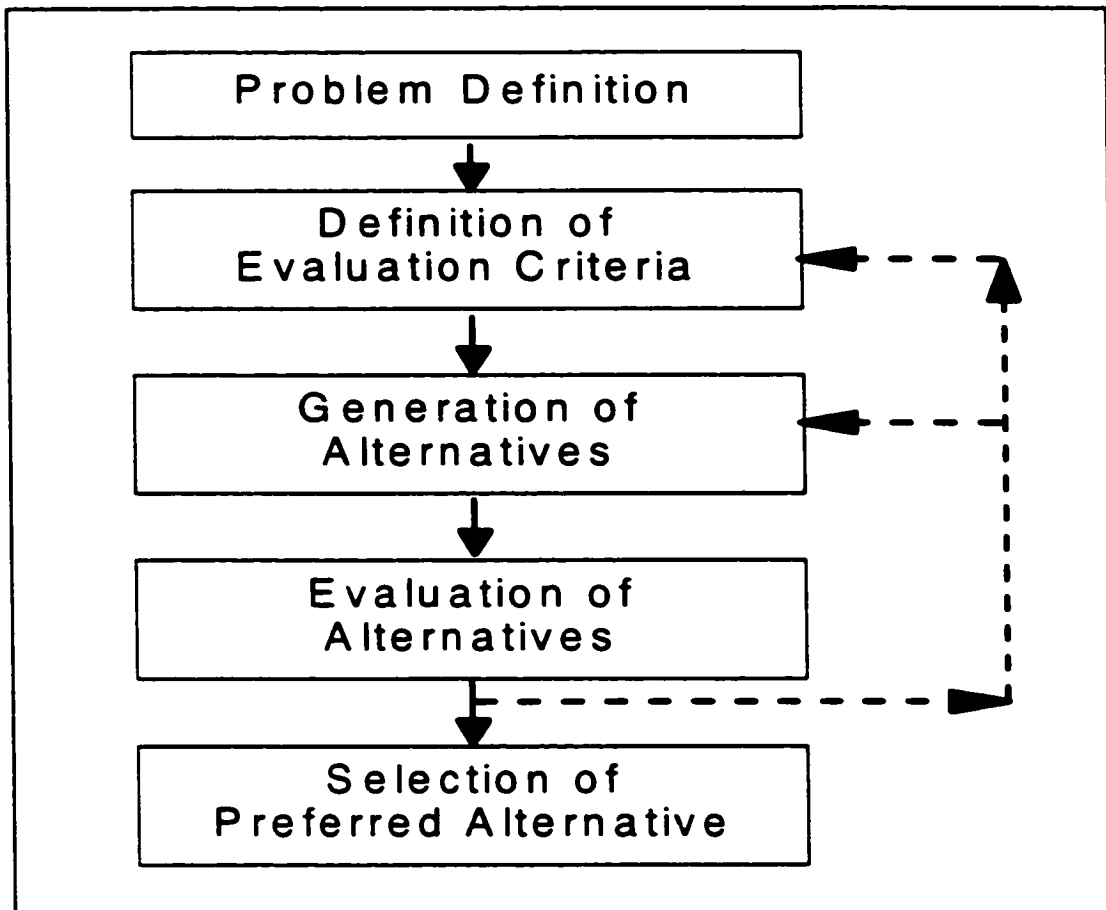 Problem Definition
Definition of
Evaluation Criteria
Generation of
Alternatives
Evaluation of
Alternatives
Selection of
Preferred Alternative